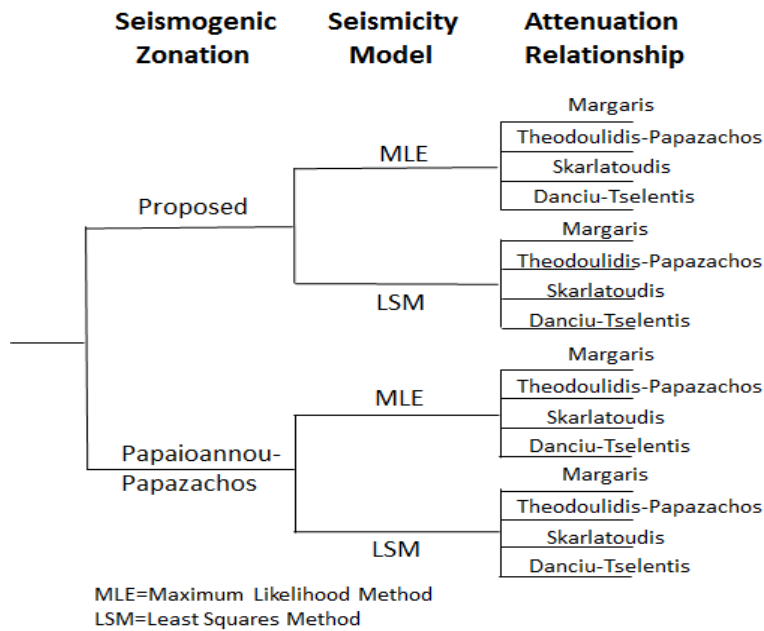 Seismogenic
Zonation
Seismicity
Model
Attenuation
Relationship
Proposed
MLE
Margaris
Theodoulidis-Papazachos
Skarlatoudis
Danciu-Tselentis
LSM
Margaris
Theodoulidis-Papazachos
Skarlatoudis
Danciu-Tselentis
Papaioannou-
Papazachos
MLE
Margaris
Theodoulidis-Papazachos
Skarlatoudis
Danciu-Tselentis
LSM
Margaris
Theodoulidis-Papazachos
Skarlatoudis
Danciu-Tselentis
MLE=Maximum Likelihood Method
LSM=Least Squares Method